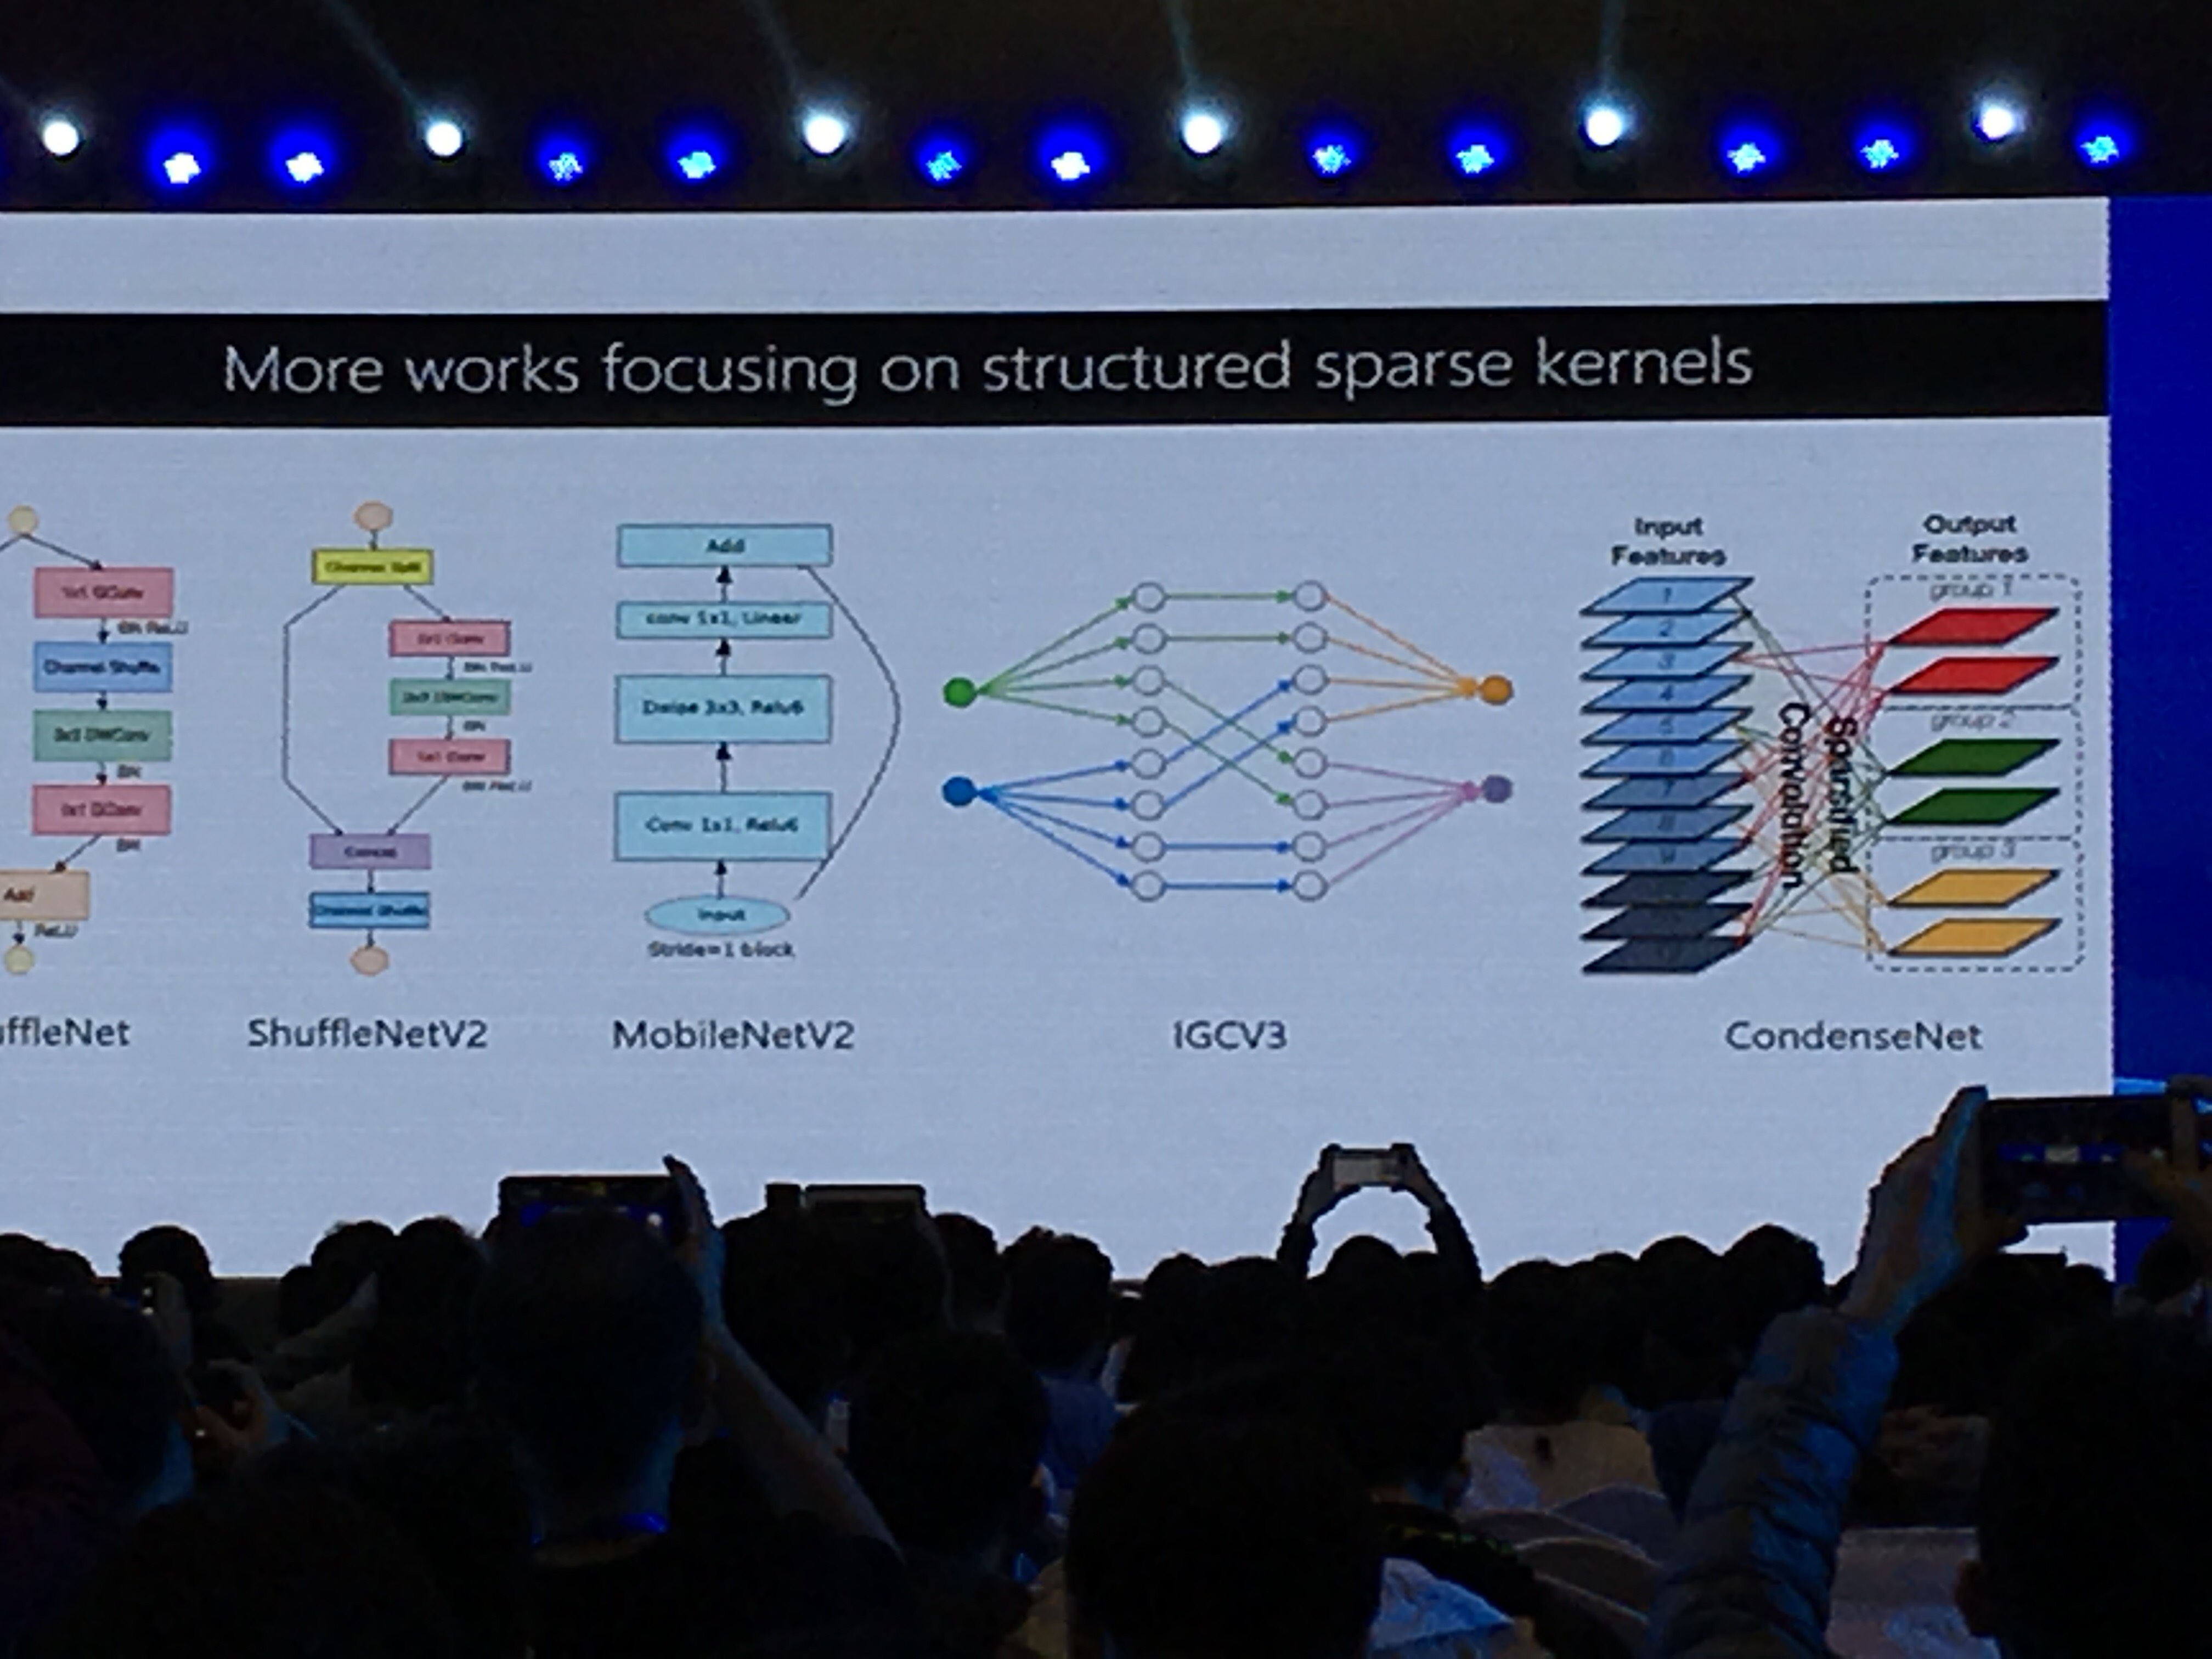 More works focusing on structured sparse kernels
1x1 GConv
BN ReLU
Channel Shuffle
3x3 DWConv
BN
1x1 GConv
BN
Add
ReLU
ffleNet
Channel Split
1x1 Conv
BN ReLU
3x3 DWConv
BN
1x1 Conv
BN ReLU
Concat
Channel Shuffle
ShuffleNetV2
Add
conv 1x1, Linear
Dwise 3x3, Relu6
Conv 1x1, Relu6
Input
Stride=1 block
MobileNetV2
IGCV3
Input
Features
1
2
3
4
5
6
7
8
9
Sparsified
Convolution
Output
Features
group 1
group 2
group 3
CondenseNet